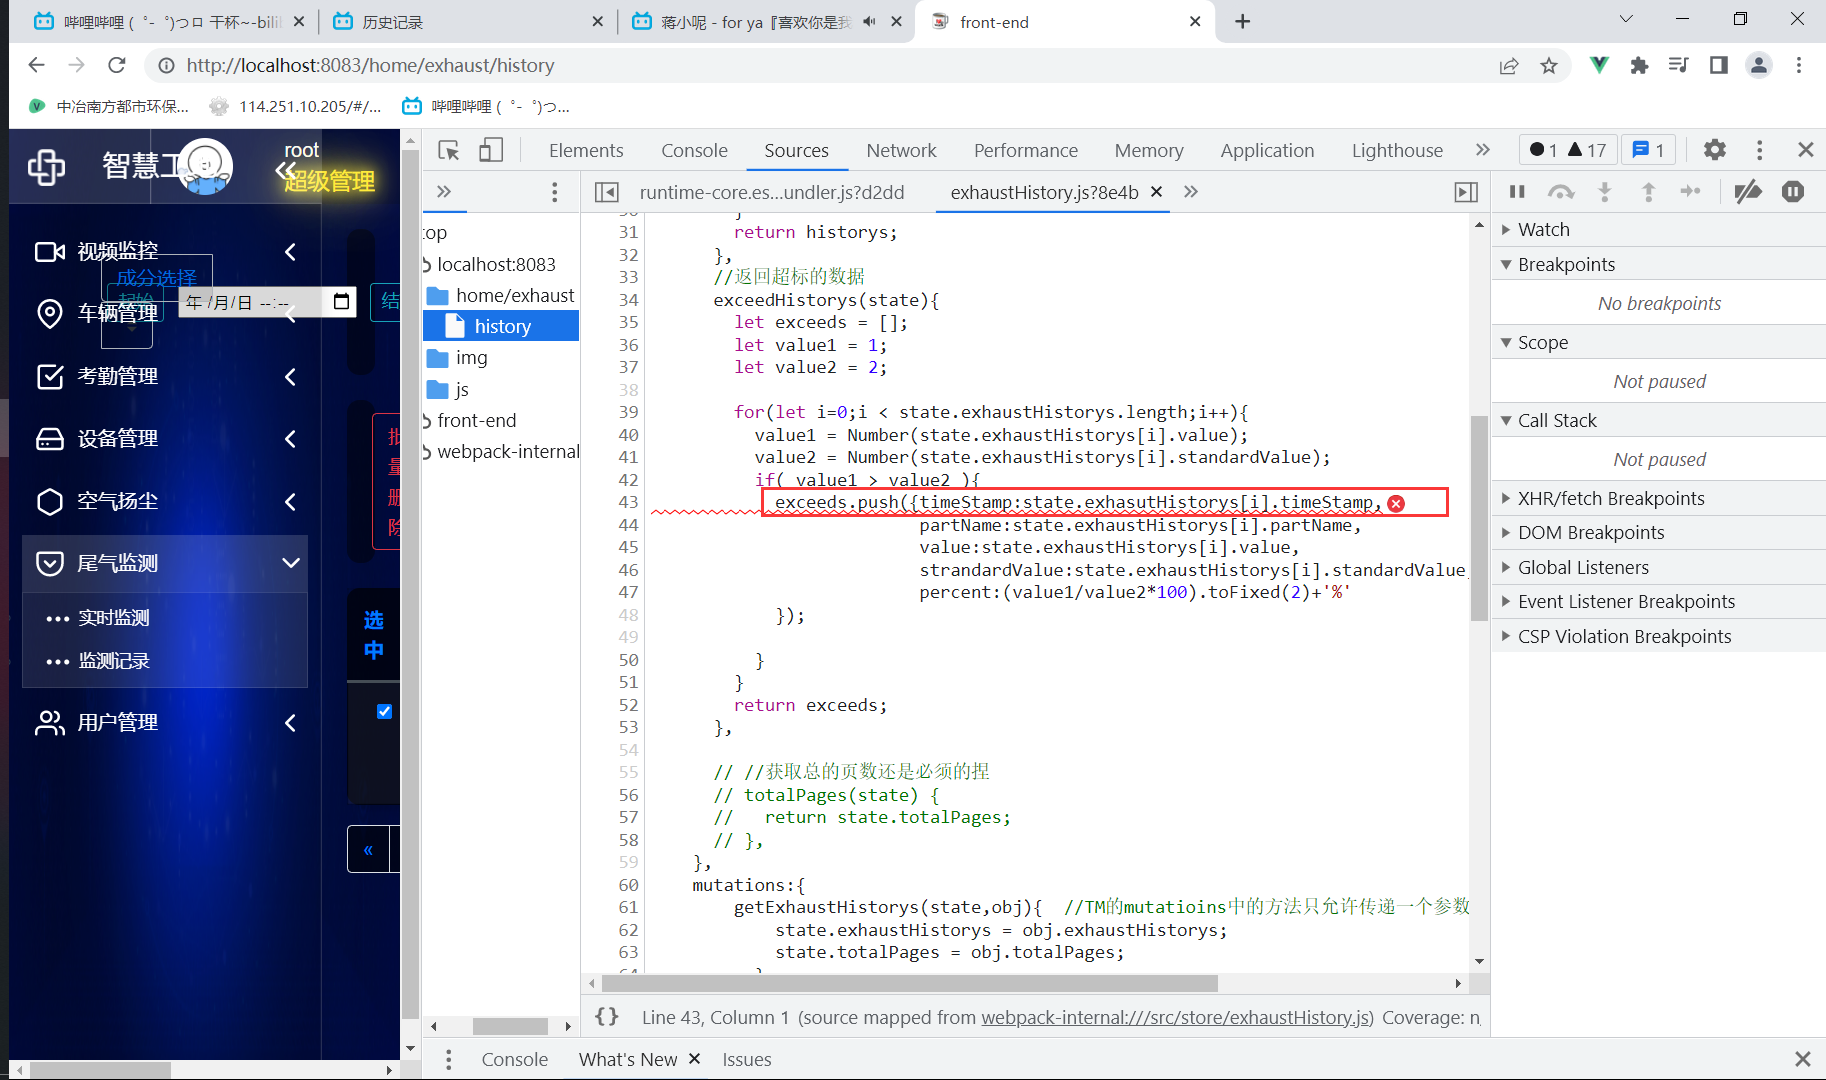 哔哩哔哩 (゜-゜)つロ 干杯~-bili
历史记录
蒋小呢 - for ya『喜欢你是我
front-end
http://localhost:8083/home/exhaust/history
中冶南方都市环保...
114.251.10.205/#/...
哔哩哔哩 (゜-゜)つ...
智慧工
root
超级管理
视频监控
成分选择
起始
年 /月/日 --:--
结
车辆管理
考勤管理
设备管理
批量删除
空气扬尘
尾气监测
实时监测
监测记录
选中
用户管理
«
Elements
Console
Sources
Network
Performance
Memory
Application
Lighthouse
1
17
1
top
localhost:8083
home/exhaust
history
img
js
front-end
webpack-internal
runtime-core.es...undler.js?d2dd
exhaustHistory.js?8e4b
30 }
31 return historys;
32 },
33 //返回超标的数据
34 exceedHistorys(state){
35 let exceeds = [];
36 let value1 = 1;
37 let value2 = 2;
38
39 for(let i=0;i < state.exhaustHistorys.length;i++){
40 value1 = Number(state.exhaustHistorys[i].value);
41 value2 = Number(state.exhaustHistorys[i].standardValue);
42 if( value1 > value2 ){
43 exceeds.push({timeStamp:state.exhasutHistorys[i].timeStamp,
44 partName:state.exhaustHistorys[i].partName,
45 value:state.exhaustHistorys[i].value,
46 strandardValue:state.exhaustHistorys[i].standardValue,
47 percent:(value1/value2*100).toFixed(2)+'%'
48 });
49
50 }
51 }
52 return exceeds;
53 },
54
55 // //获取总的页数还是必须的捏
56 // totalPages(state) {
57 // return state.totalPages;
58 // },
59 },
60 mutations:{
61 getExhaustHistorys(state,obj){ //TM的mutatioins中的方法只允许传递一个参数
62 state.exhaustHistorys = obj.exhaustHistorys;
63 state.totalPages = obj.totalPages;
64 }
{} Line 43, Column 1 (source mapped from webpack-internal:///src/store/exhaustHistory.js) Coverage: n
Watch
Breakpoints
No breakpoints
Scope
Not paused
Call Stack
Not paused
XHR/fetch Breakpoints
DOM Breakpoints
Global Listeners
Event Listener Breakpoints
CSP Violation Breakpoints
Console
What's New
Issues